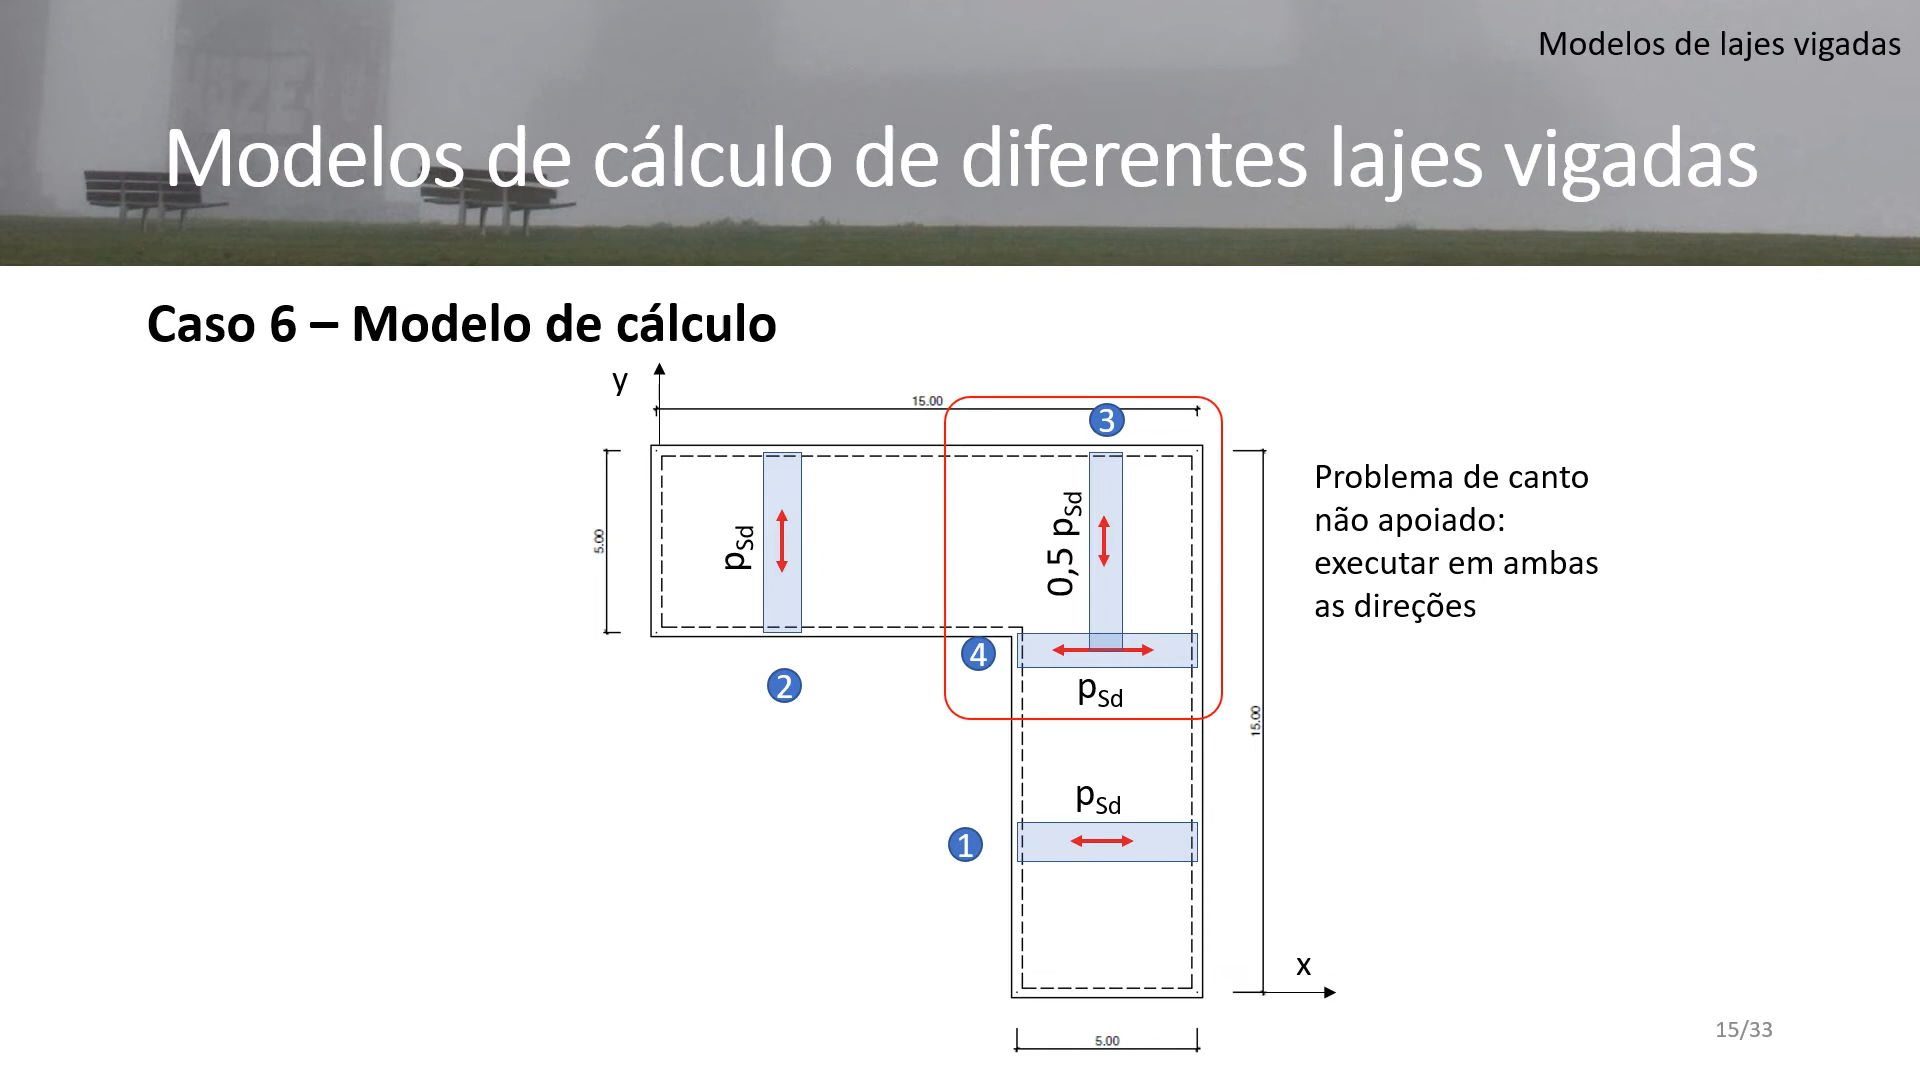 Modelos de lajes vigadas
Modelos de cálculo de diferentes lajes vigadas
Caso 6 – Modelo de cálculo
y
15.00
3
5.00
pSd
0,5 pSd
Problema de canto
não apoiado:
executar em ambas
as direções
4
2
pSd
15.00
pSd
1
x
5.00
15/33